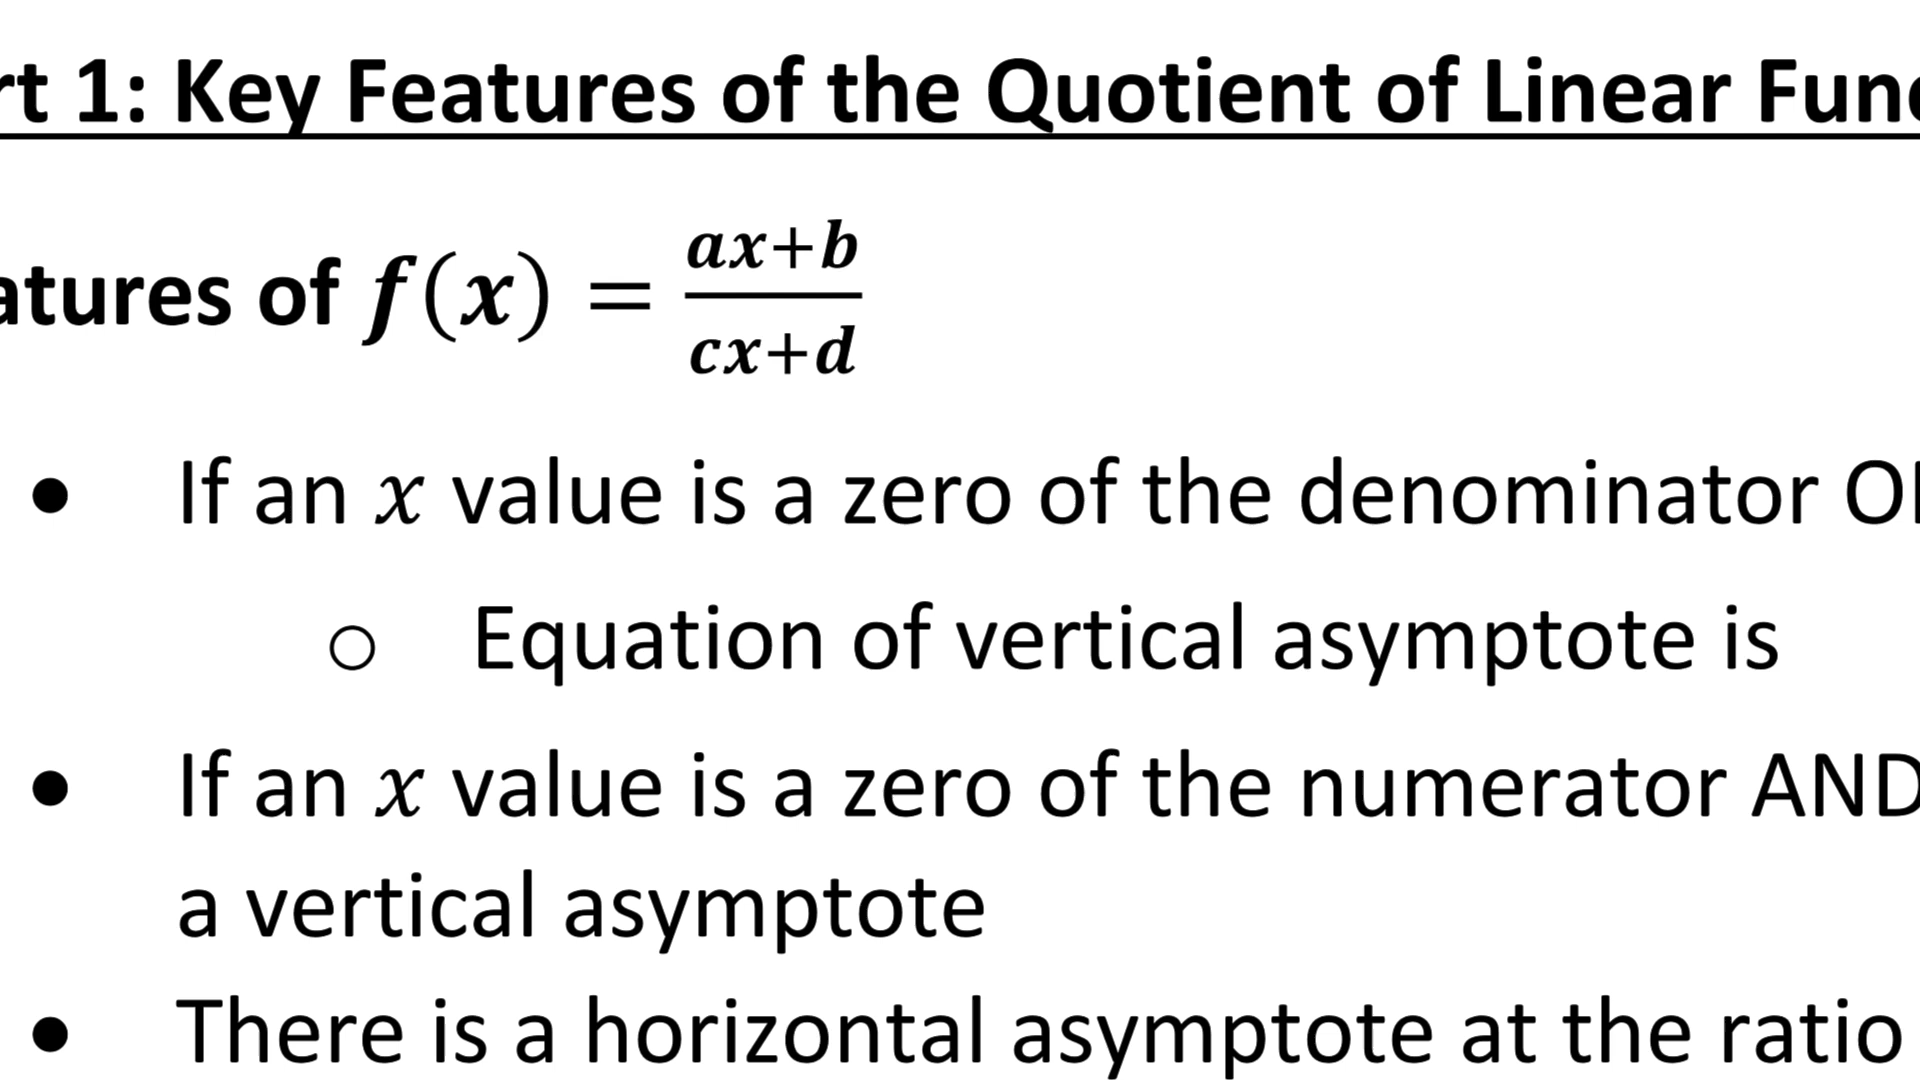 rt 1: Key Features of the Quotient of Linear Func
atures of f(x) = ax+b / cx+d
• If an x value is a zero of the denominator O
○ Equation of vertical asymptote is
• If an x value is a zero of the numerator AND
a vertical asymptote
• There is a horizontal asymptote at the ratio